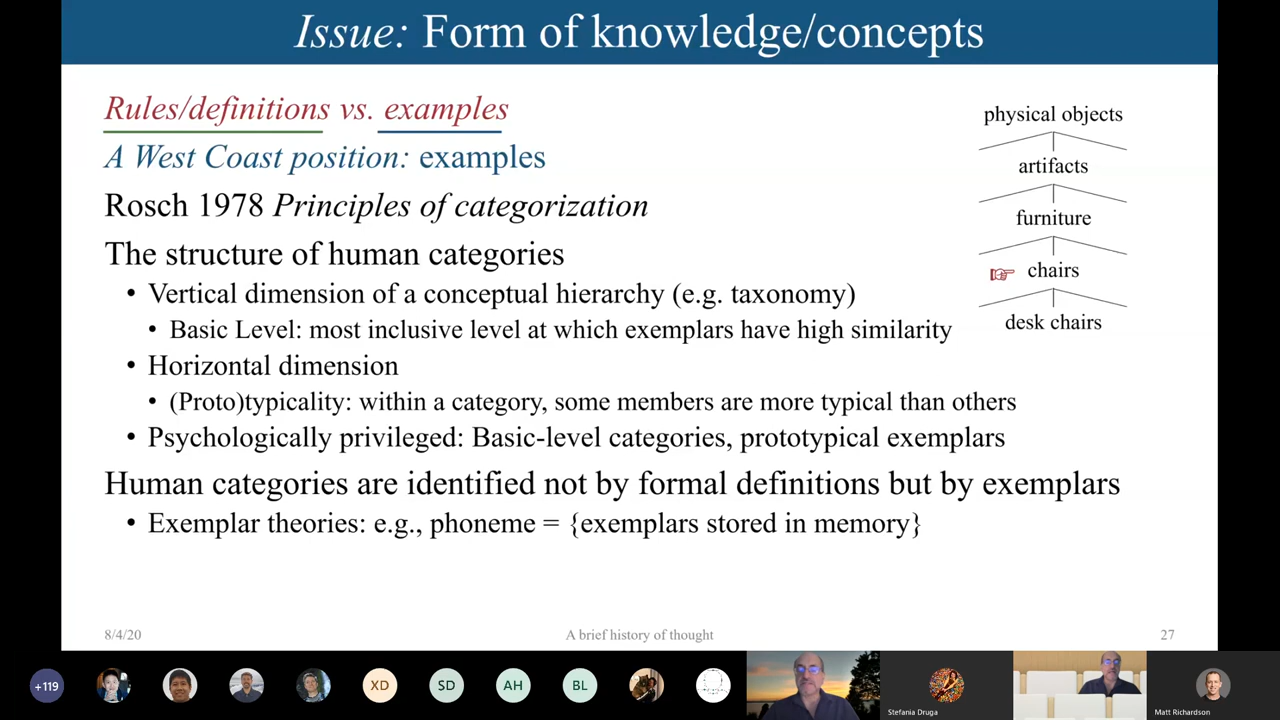 Issue: Form of knowledge/concepts
Rules/definitions vs. examples
A West Coast position: examples
Rosch 1978 Principles of categorization
The structure of human categories
• Vertical dimension of a conceptual hierarchy (e.g. taxonomy)
• Basic Level: most inclusive level at which exemplars have high similarity
• Horizontal dimension
• (Proto)typicality: within a category, some members are more typical than others
• Psychologically privileged: Basic-level categories, prototypical exemplars
Human categories are identified not by formal definitions but by exemplars
• Exemplar theories: e.g., phoneme = {exemplars stored in memory}
physical objects
artifacts
furniture
chairs
desk chairs
8/4/20
A brief history of thought
27
+119
XD
SD
AH
BL
Stefania Druga
Matt Richardson